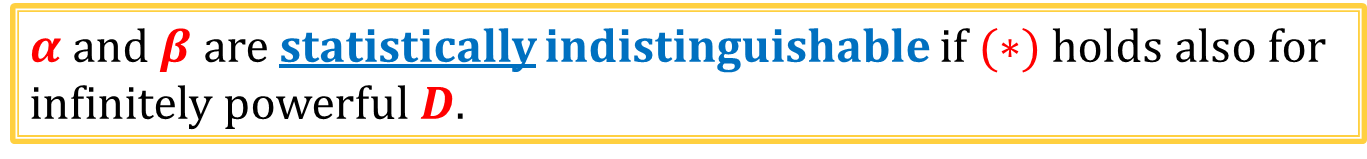 α and β are statistically indistinguishable if (∗) holds also for
infinitely powerful D.